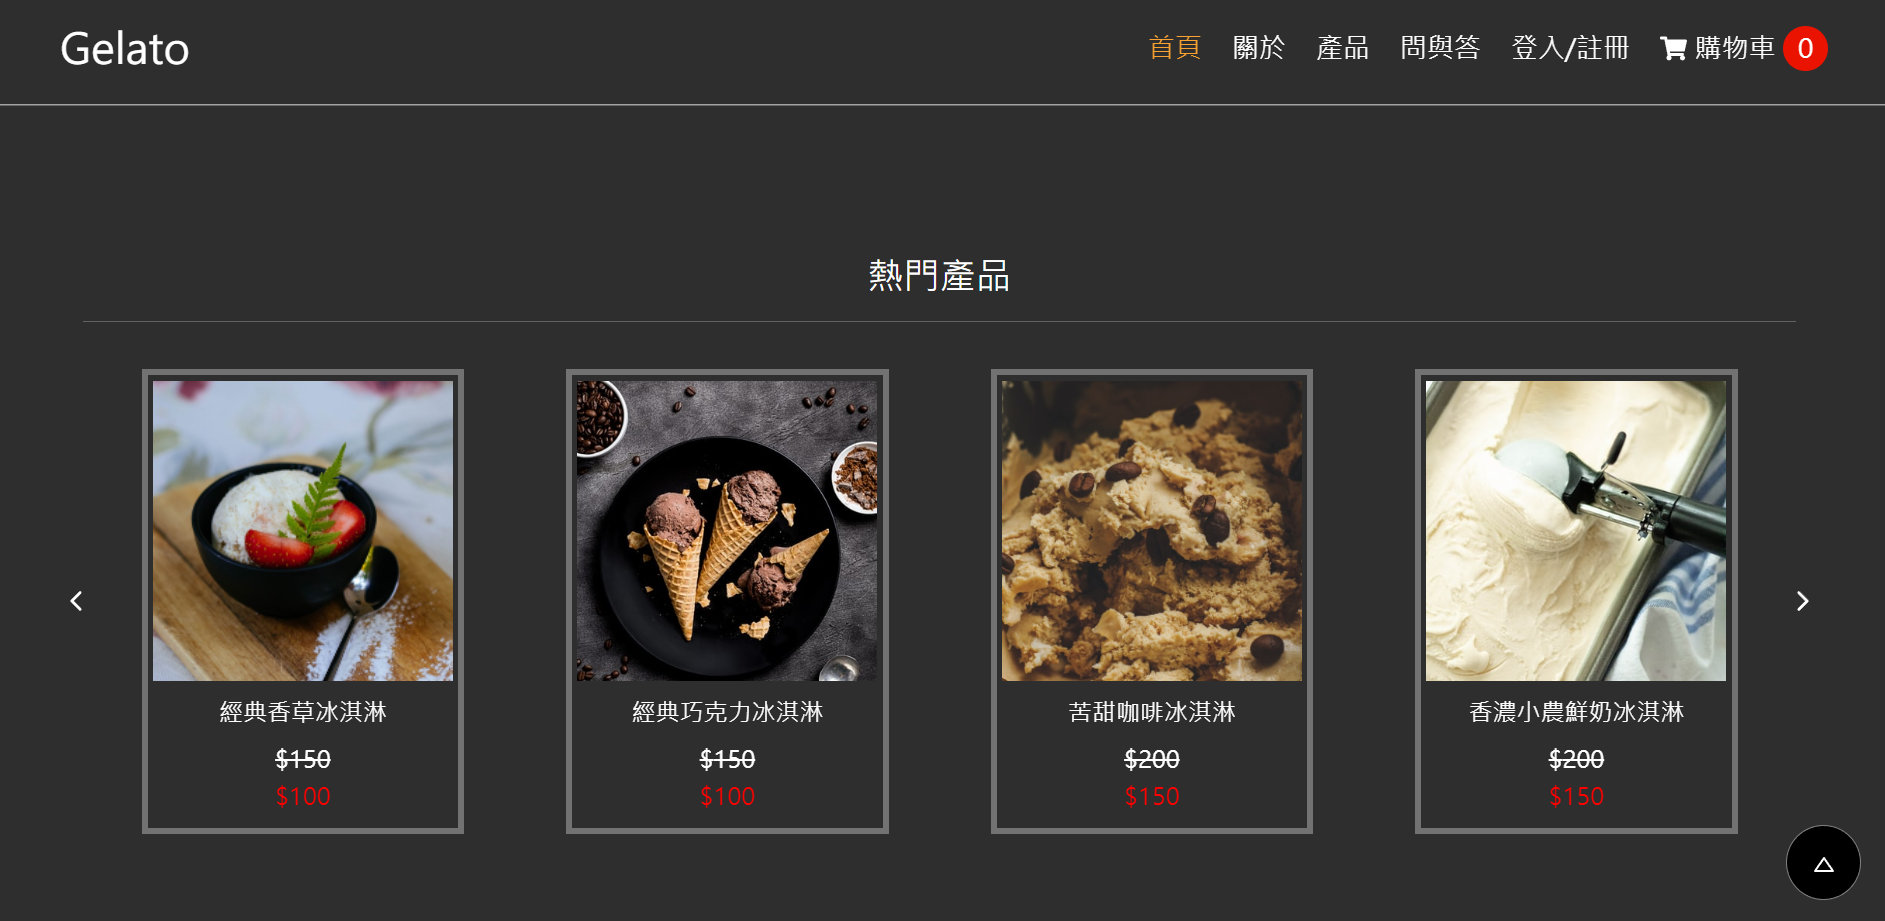 Gelato
首頁 關於 產品 問與答 登入/註冊 購物車 0
熱門產品
經典香草冰淇淋
$150
$100
經典巧克力冰淇淋
$150
$100
苦甜咖啡冰淇淋
$200
$150
香濃小農鮮奶冰淇淋
$200
$150